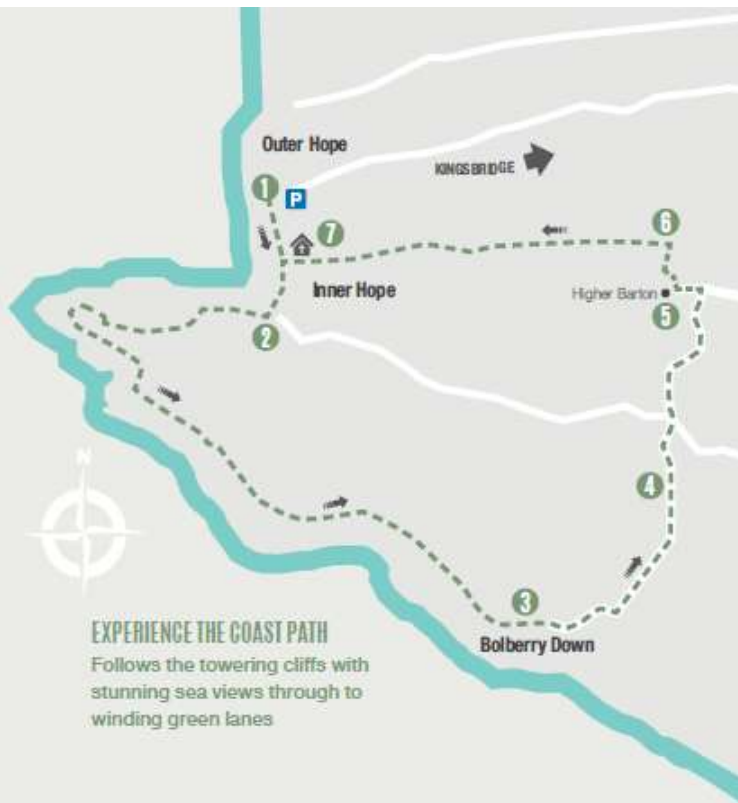 Outer Hope
KINGSBRIDGE
1
P
7
6
Inner Hope
Higher Barton
5
2
4
N
3
EXPERIENCE THE COAST PATH
Bolberry Down
Follows the towering cliffs with
stunning sea views through to
winding green lanes